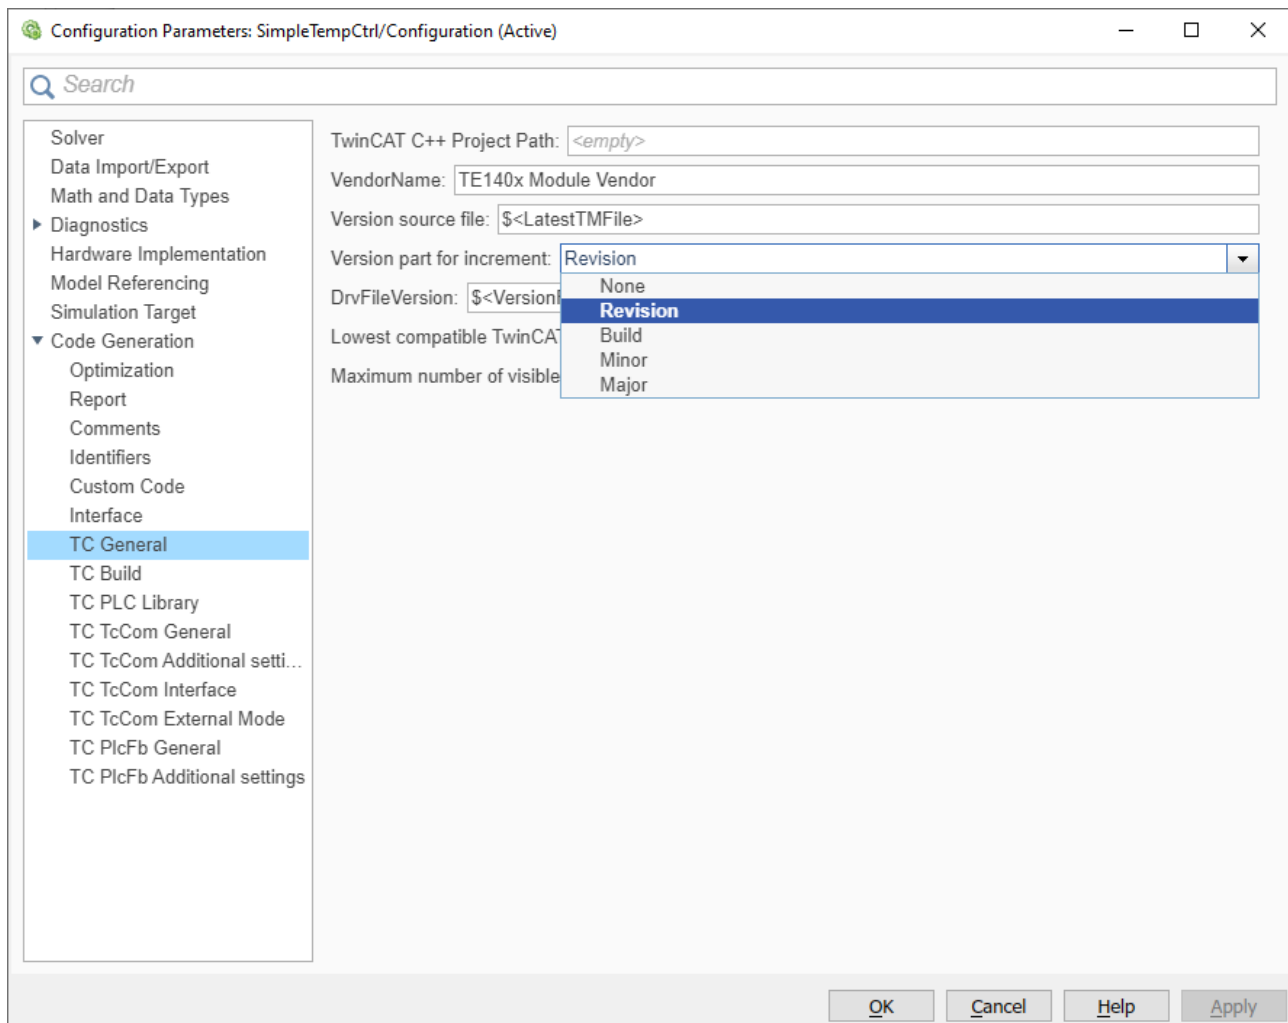 Configuration Parameters: SimpleTempCtrl/Configuration (Active)
Search
Solver
Data Import/Export
Math and Data Types
Diagnostics
Hardware Implementation
Model Referencing
Simulation Target
Code Generation
Optimization
Report
Comments
Identifiers
Custom Code
Interface
TC General
TC Build
TC PLC Library
TC TcCom General
TC TcCom Additional setti...
TC TcCom Interface
TC TcCom External Mode
TC PlcFb General
TC PlcFb Additional settings
TwinCAT C++ Project Path: <empty>
VendorName: TE140x Module Vendor
Version source file: $<LatestTMFile>
Version part for increment: Revision
None
Revision
Build
Minor
Major
DrvFileVersion: $<Version
Lowest compatible TwinCAT
Maximum number of visible
OK
Cancel
Help
Apply